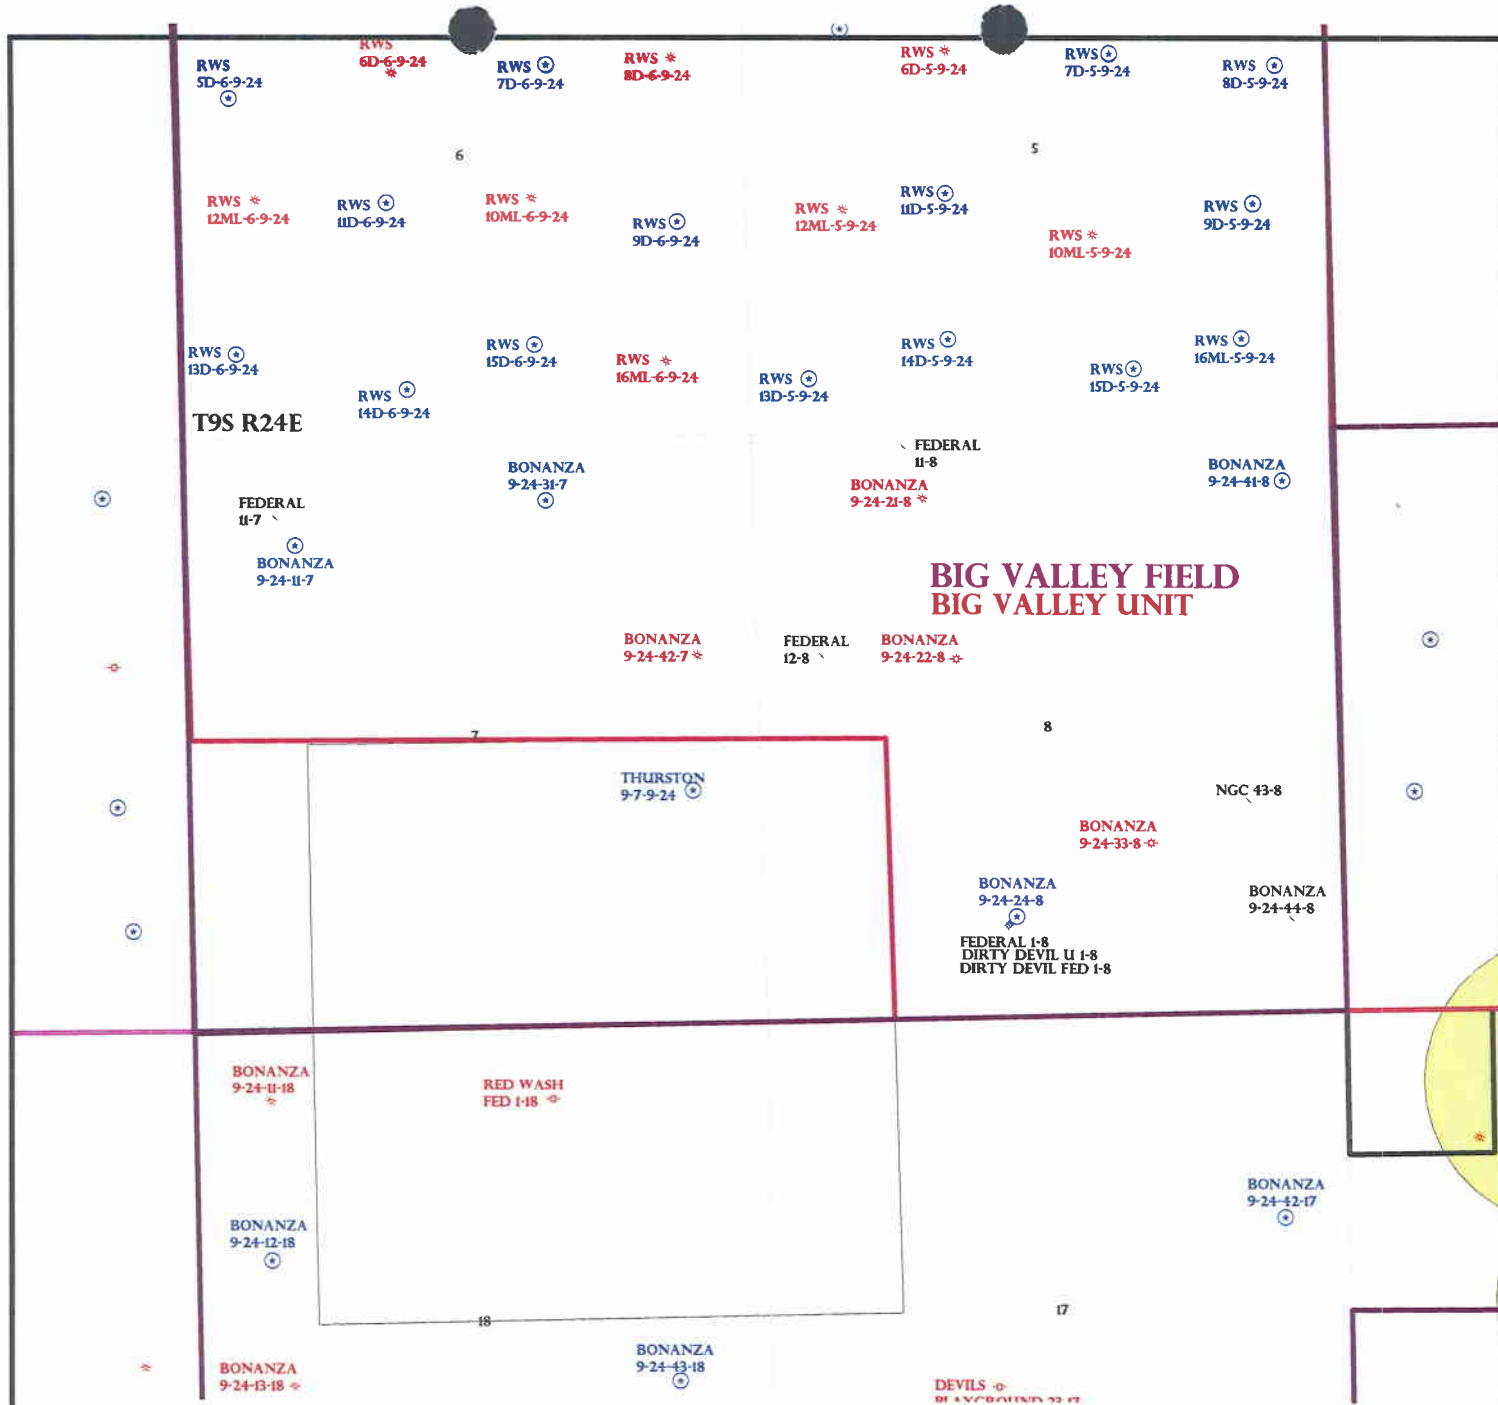 RWS
5D-6-9-24
RWS
6D-6-9-24
RWS
7D-6-9-24
RWS
8D-6-9-24
RWS
6D-5-9-24
RWS
7D-5-9-24
RWS
8D-5-9-24
6
5
RWS
12ML-6-9-24
RWS
11D-6-9-24
RWS
10ML-6-9-24
RWS
9D-6-9-24
RWS
12ML-5-9-24
RWS
11D-5-9-24
RWS
10ML-5-9-24
RWS
9D-5-9-24
RWS
13D-6-9-24
RWS
14D-6-9-24
RWS
15D-6-9-24
RWS
16ML-6-9-24
RWS
13D-5-9-24
RWS
14D-5-9-24
RWS
15D-5-9-24
RWS
16ML-5-9-24
T9S R24E
FEDERAL
11-7
BONANZA
9-24-11-7
BONANZA
9-24-31-7
FEDERAL
11-8
BONANZA
9-24-21-8
BONANZA
9-24-41-8
BIG VALLEY FIELD
BIG VALLEY UNIT
BONANZA
9-24-42-7
FEDERAL
12-8
BONANZA
9-24-22-8
7
8
THURSTON
9-7-9-24
NGC 43-8
BONANZA
9-24-33-8
BONANZA
9-24-24-8
BONANZA
9-24-44-8
FEDERAL 1-8
DIRTY DEVIL U 1-8
DIRTY DEVIL FED 1-8
BONANZA
9-24-11-18
RED WASH
FED 1-18
BONANZA
9-24-12-18
BONANZA
9-24-42-17
18
17
BONANZA
9-24-13-18
BONANZA
9-24-43-18
DEVILS
PLAYGROUND 23-17